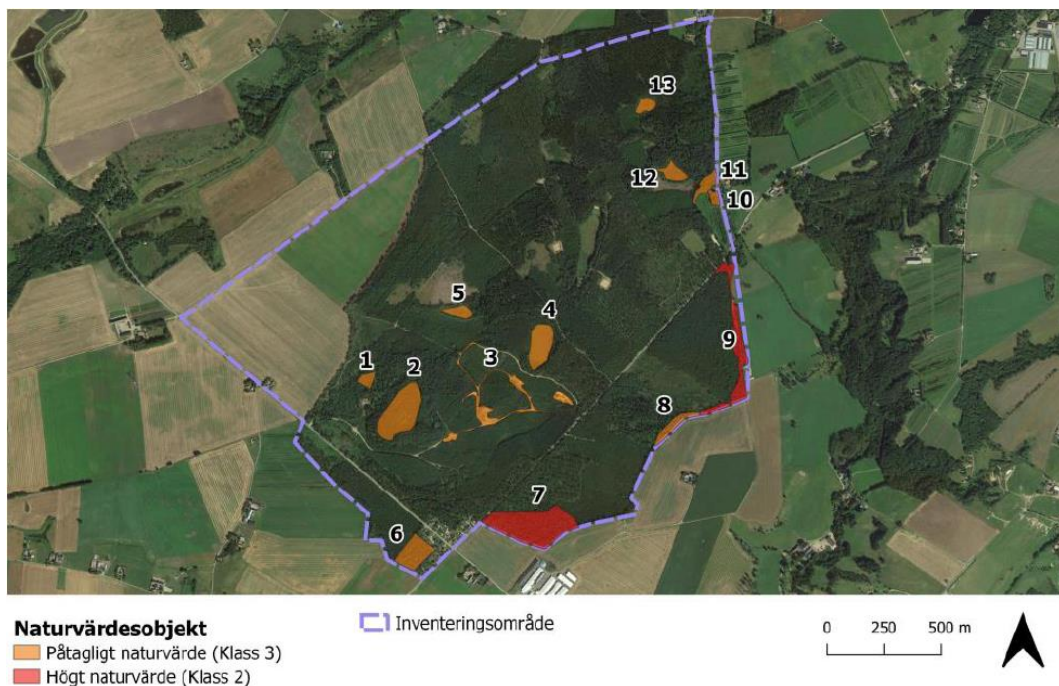 13
12
11
10
5
4
9
1
2
3
8
7
6
Naturvärdesobjekt
Påtagligt naturvärde (Klass 3)
Högt naturvärde (Klass 2)
Inventeringsområde
0 250 500 m